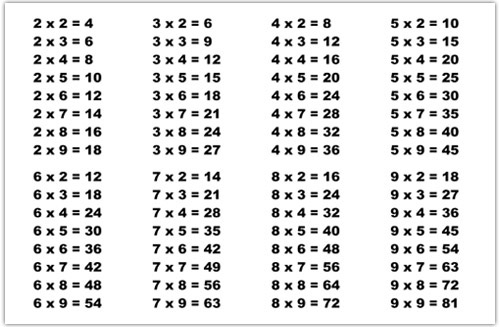 2 x 2 = 4
2 x 3 = 6
2 x 4 = 8
2 x 5 = 10
2 x 6 = 12
2 x 7 = 14
2 x 8 = 16
2 x 9 = 18
3 x 2 = 6
3 x 3 = 9
3 x 4 = 12
3 x 5 = 15
3 x 6 = 18
3 x 7 = 21
3 x 8 = 24
3 x 9 = 27
4 x 2 = 8
4 x 3 = 12
4 x 4 = 16
4 x 5 = 20
4 x 6 = 24
4 x 7 = 28
4 x 8 = 32
4 x 9 = 36
5 x 2 = 10
5 x 3 = 15
5 x 4 = 20
5 x 5 = 25
5 x 6 = 30
5 x 7 = 35
5 x 8 = 40
5 x 9 = 45
6 x 2 = 12
6 x 3 = 18
6 x 4 = 24
6 x 5 = 30
6 x 6 = 36
6 x 7 = 42
6 x 8 = 48
6 x 9 = 54
7 x 2 = 14
7 x 3 = 21
7 x 4 = 28
7 x 5 = 35
7 x 6 = 42
7 x 7 = 49
7 x 8 = 56
7 x 9 = 63
8 x 2 = 16
8 x 3 = 24
8 x 4 = 32
8 x 5 = 40
8 x 6 = 48
8 x 7 = 56
8 x 8 = 64
8 x 9 = 72
9 x 2 = 18
9 x 3 = 27
9 x 4 = 36
9 x 5 = 45
9 x 6 = 54
9 x 7 = 63
9 x 8 = 72
9 x 9 = 81